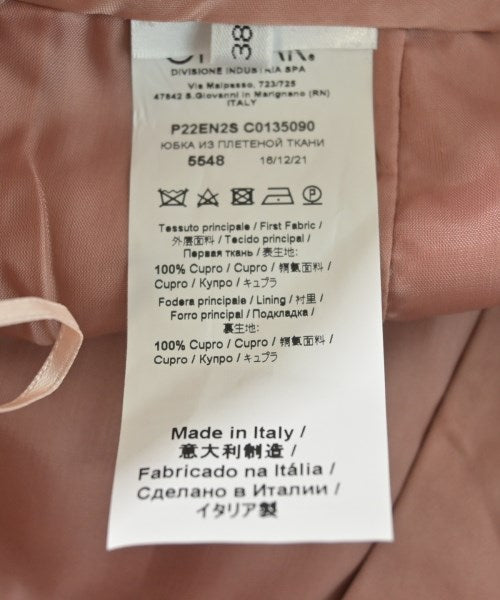 38
DIVISIONE INDUSTRIA SPA
Via Malpasso, 723/725
47842 S.Giovanni in Marignano (RN)
ITALY
P22EN2S C0135090
ЮБКА ИЗ ПЛЕТЕНОЙ ТКАНИ
5548 16/12/21
P
Tessuto principale / First Fabric /
外层面料 / Tecido principal /
Первая ткань / 表生地:
100% Cupro / Cupro / 铜氨面料 /
Cupro / Купро / キュプラ
Fodera principale / Lining / 衬里 /
Forro principal / Подкладка /
裏生地:
100% Cupro / Cupro / 铜氨面料 /
Cupro / Купро / キュプラ
Made in Italy /
意大利制造 /
Fabricado na Itália /
Сделано в Италии /
イタリア製